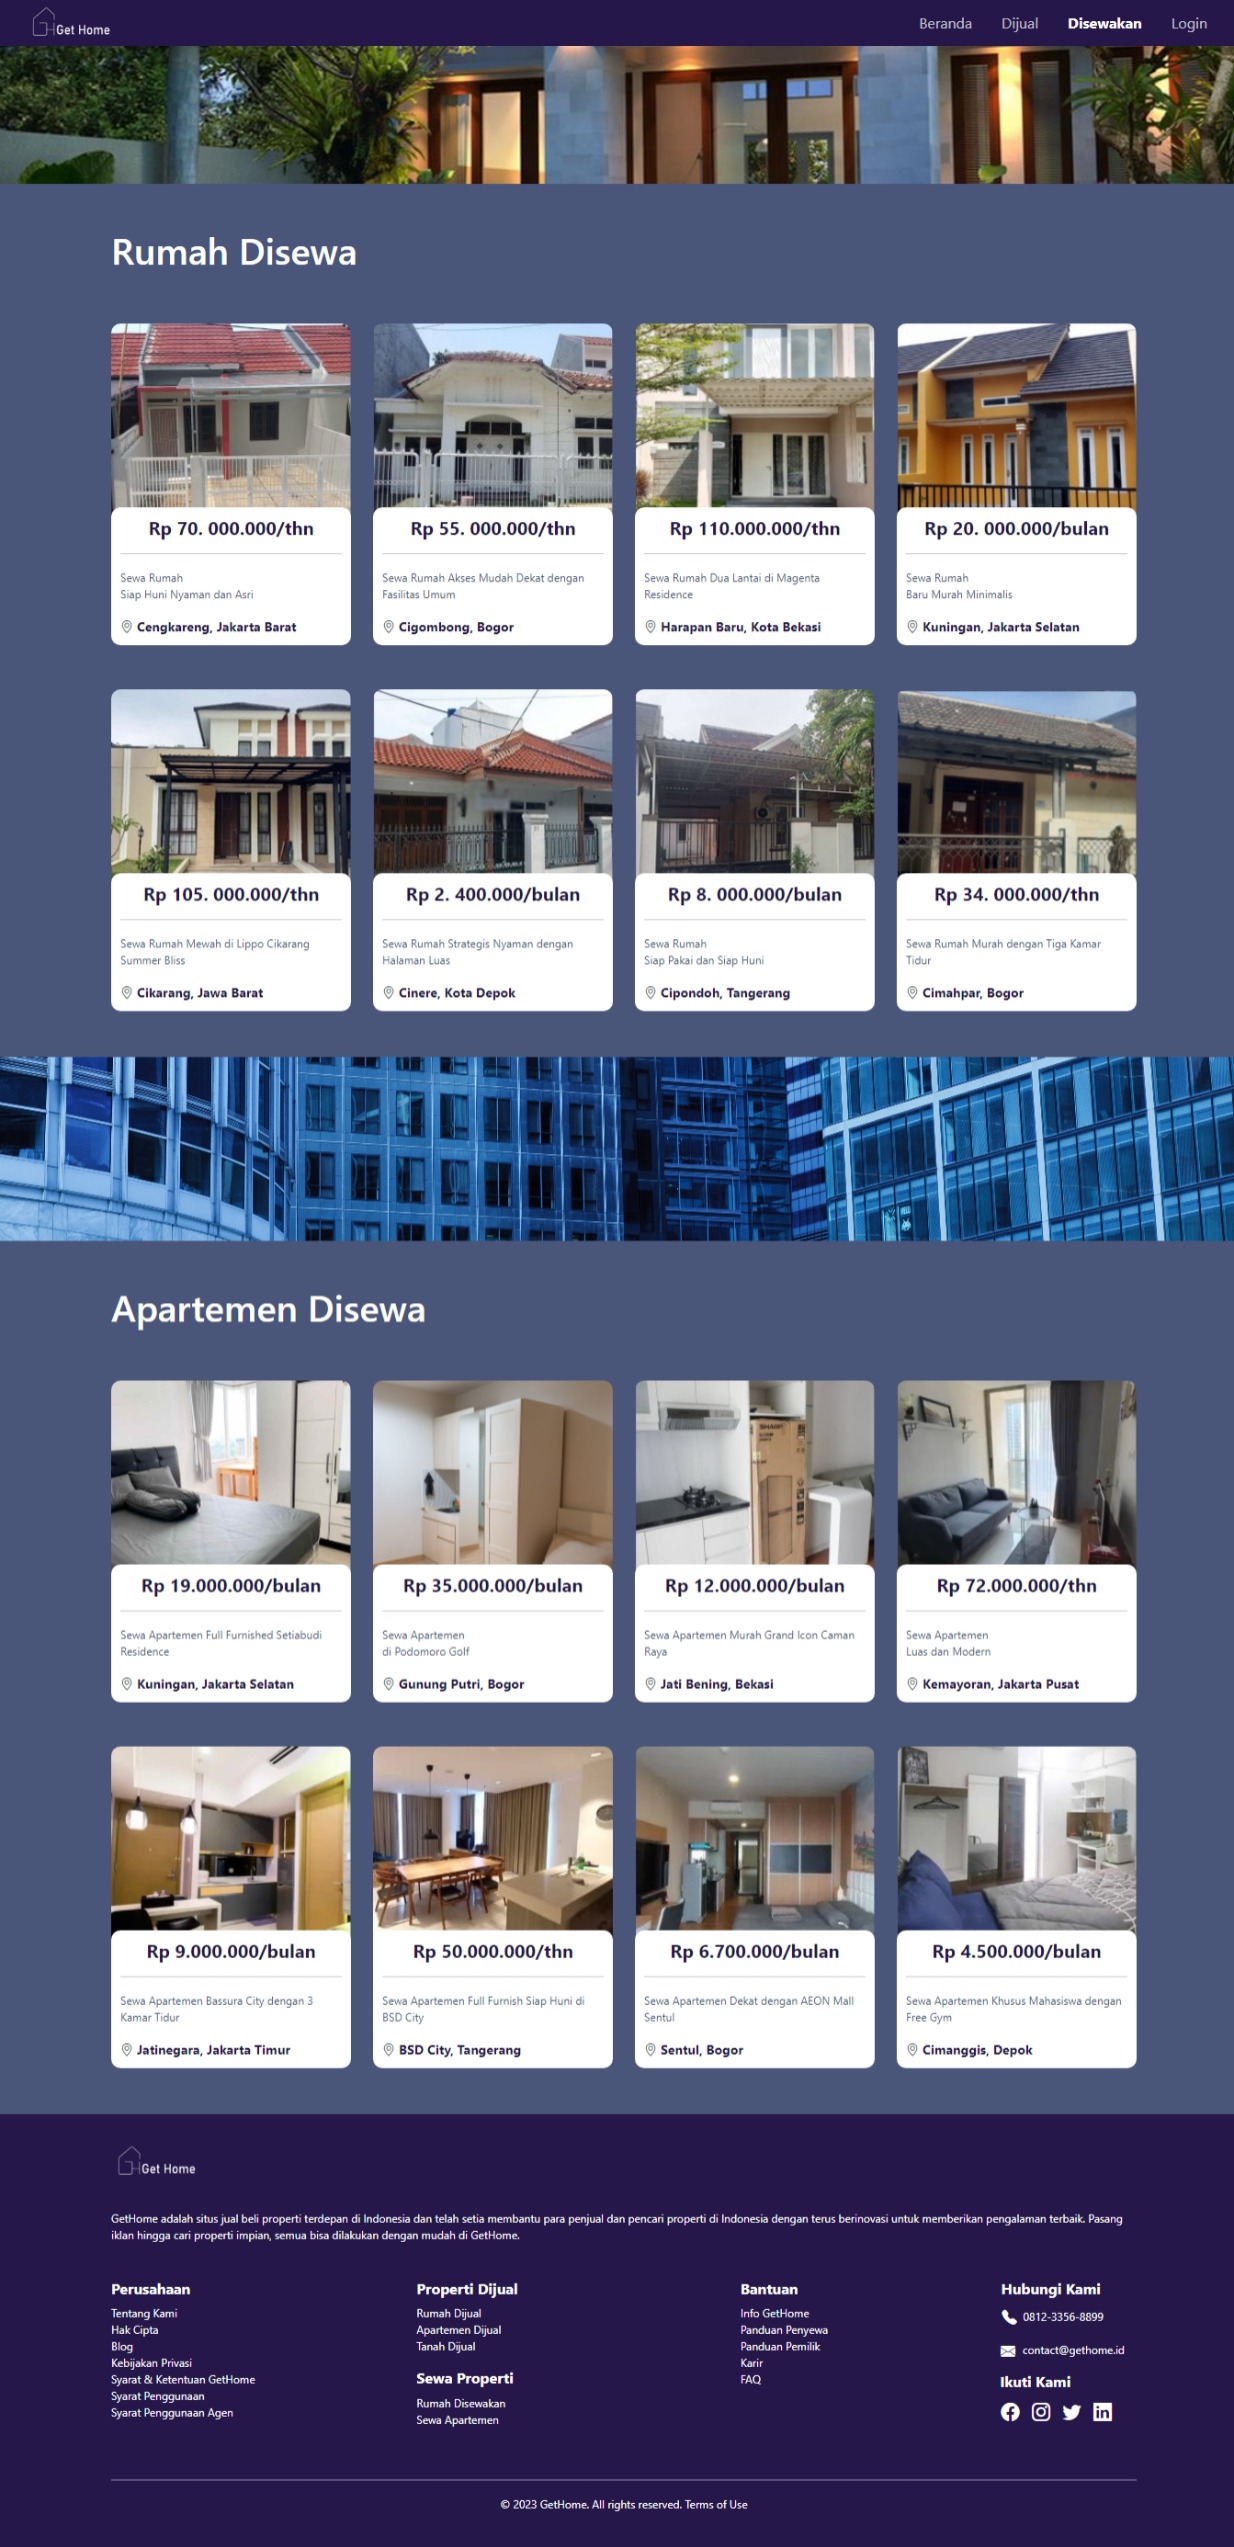 Get Home
Beranda Dijual Disewakan Login
Rumah Disewa
Rp 70. 000.000/thn
Sewa Rumah
Siap Huni Nyaman dan Asri
Cengkareng, Jakarta Barat
Rp 55. 000.000/thn
Sewa Rumah Akses Mudah Dekat dengan
Fasilitas Umum
Cigombong, Bogor
Rp 110.000.000/thn
Sewa Rumah Dua Lantai di Magenta
Residence
Harapan Baru, Kota Bekasi
Rp 20. 000.000/bulan
Sewa Rumah
Baru Murah Minimalis
Kuningan, Jakarta Selatan
Rp 105. 000.000/thn
Sewa Rumah Mewah di Lippo Cikarang
Summer Bliss
Cikarang, Jawa Barat
Rp 2. 400.000/bulan
Sewa Rumah Strategis Nyaman dengan
Halaman Luas
Cinere, Kota Depok
Rp 8. 000.000/bulan
Sewa Rumah
Siap Pakai dan Siap Huni
Cipondoh, Tangerang
Rp 34. 000.000/thn
Sewa Rumah Murah dengan Tiga Kamar
Tidur
Cimahpar, Bogor
Apartemen Disewa
Rp 19.000.000/bulan
Sewa Apartemen Full Furnished Setiabudi
Residence
Kuningan, Jakarta Selatan
Rp 35.000.000/bulan
Sewa Apartemen
di Podomoro Golf
Gunung Putri, Bogor
SHARP
Rp 12.000.000/bulan
Sewa Apartemen Murah Grand Icon Caman
Raya
Jati Bening, Bekasi
Rp 72.000.000/thn
Sewa Apartemen
Luas dan Modern
Kemayoran, Jakarta Pusat
Rp 9.000.000/bulan
Sewa Apartemen Bassura City dengan 3
Kamar Tidur
Jatinegara, Jakarta Timur
Rp 50.000.000/thn
Sewa Apartemen Full Furnish Siap Huni di
BSD City
BSD City, Tangerang
Rp 6.700.000/bulan
Sewa Apartemen Dekat dengan AEON Mall
Sentul
Sentul, Bogor
Rp 4.500.000/bulan
Sewa Apartemen Khusus Mahasiswa dengan
Free Gym
Cimanggis, Depok
Get Home
GetHome adalah situs jual beli properti terdepan di Indonesia dan telah setia membantu para penjual dan pencari properti di Indonesia dengan terus berinovasi untuk memberikan pengalaman terbaik. Pasang
iklan hingga cari properti impian, semua bisa dilakukan dengan mudah di GetHome.
Perusahaan
Tentang Kami
Hak Cipta
Blog
Kebijakan Privasi
Syarat & Ketentuan GetHome
Syarat Penggunaan
Syarat Penggunaan Agen
Properti Dijual
Rumah Dijual
Apartemen Dijual
Tanah Dijual
Sewa Properti
Rumah Disewakan
Sewa Apartemen
Bantuan
Info GetHome
Panduan Penyewa
Panduan Pemilik
Karir
FAQ
Hubungi Kami
0812-3356-8899
contact@gethome.id
Ikuti Kami
© 2023 GetHome. All rights reserved. Terms of Use